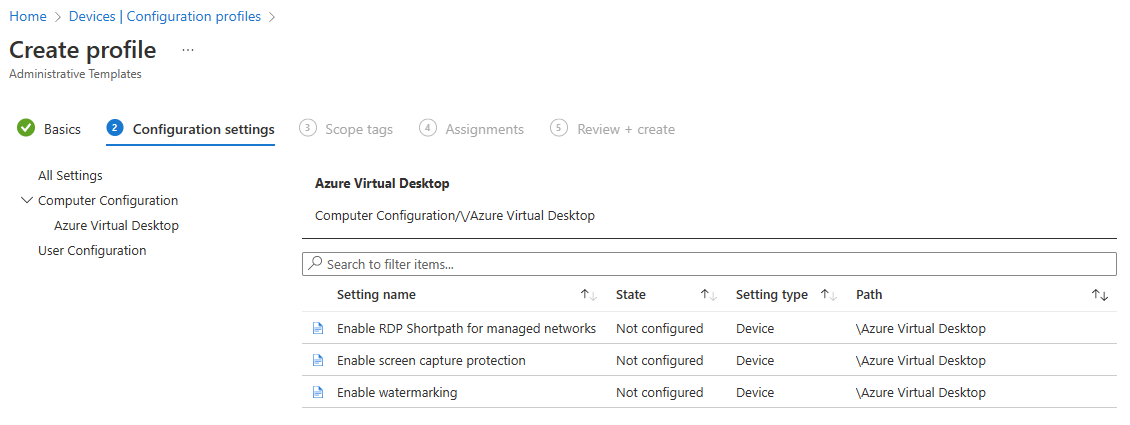 Home > Devices | Configuration profiles >
Create profile ...
Administrative Templates
Basics 2 Configuration settings 3 Scope tags 4 Assignments 5 Review + create
All Settings
Computer Configuration
Azure Virtual Desktop
User Configuration
Azure Virtual Desktop
Computer Configuration/\/Azure Virtual Desktop
Search to filter items...
Setting name State Setting type Path
Enable RDP Shortpath for managed networks Not configured Device \Azure Virtual Desktop
Enable screen capture protection Not configured Device \Azure Virtual Desktop
Enable watermarking Not configured Device \Azure Virtual Desktop